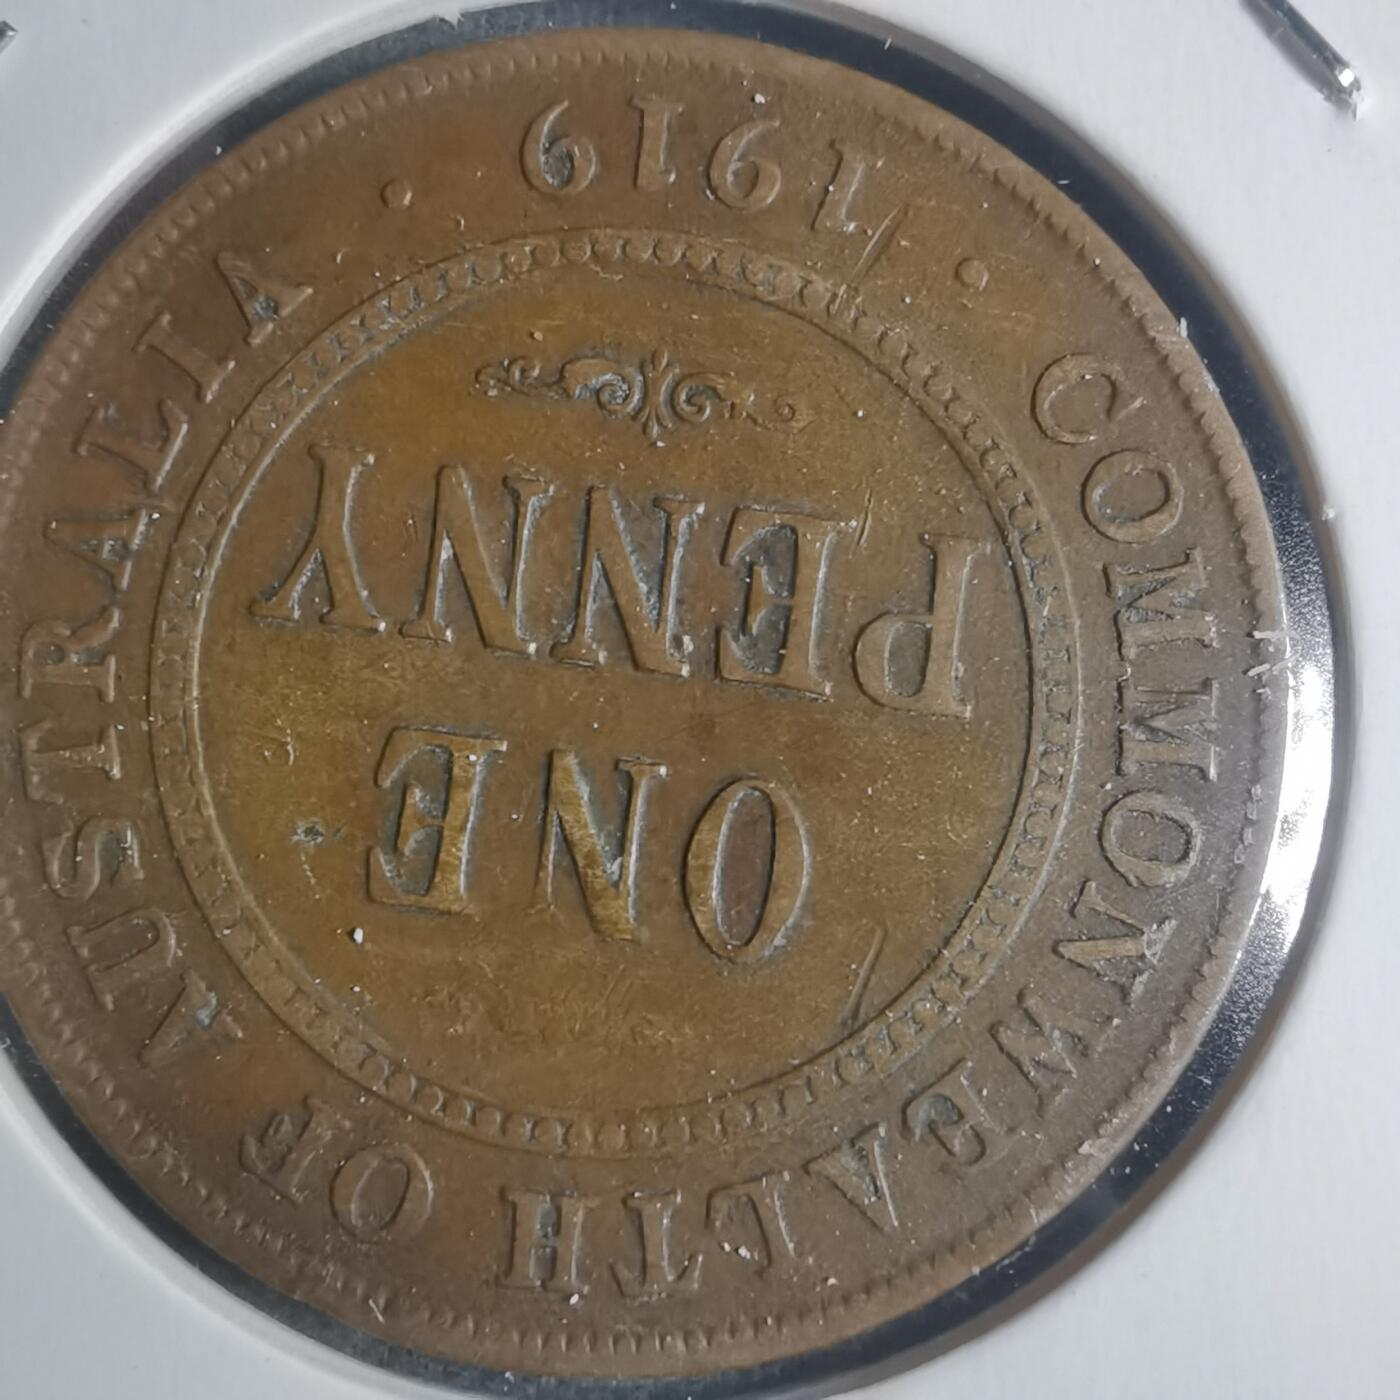 COMMONWEALTH OF AUSTRALIA
ONE
PENNY
1919